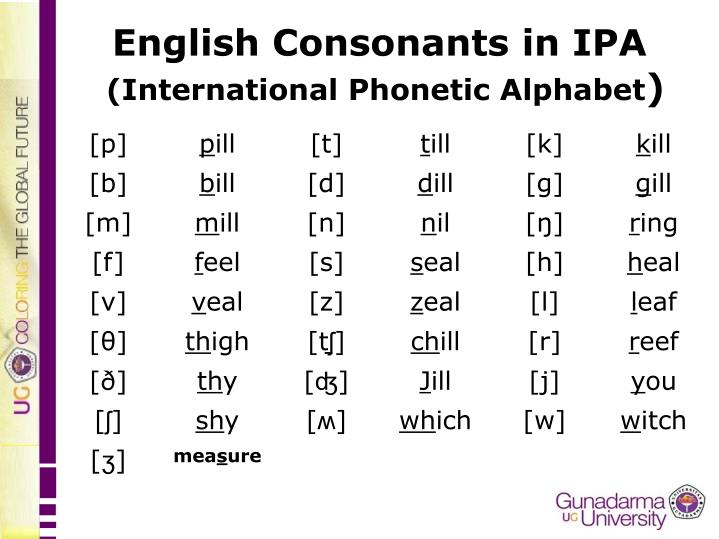 English Consonants in IPA
(International Phonetic Alphabet)
[p] pill [t] till [k] kill
[b] bill [d] dill [g] gill
[m] mill [n] nil [ŋ] ring
[f] feel [s] seal [h] heal
[v] veal [z] zeal [l] leaf
[θ] thigh [ʧ] chill [r] reef
[ð] thy [ʤ] Jill [j] you
[ʃ] shy [ʍ] which [w] witch
[ʒ] measure
UG COLORING THE GLOBAL FUTURE
Gunadarma
UG University